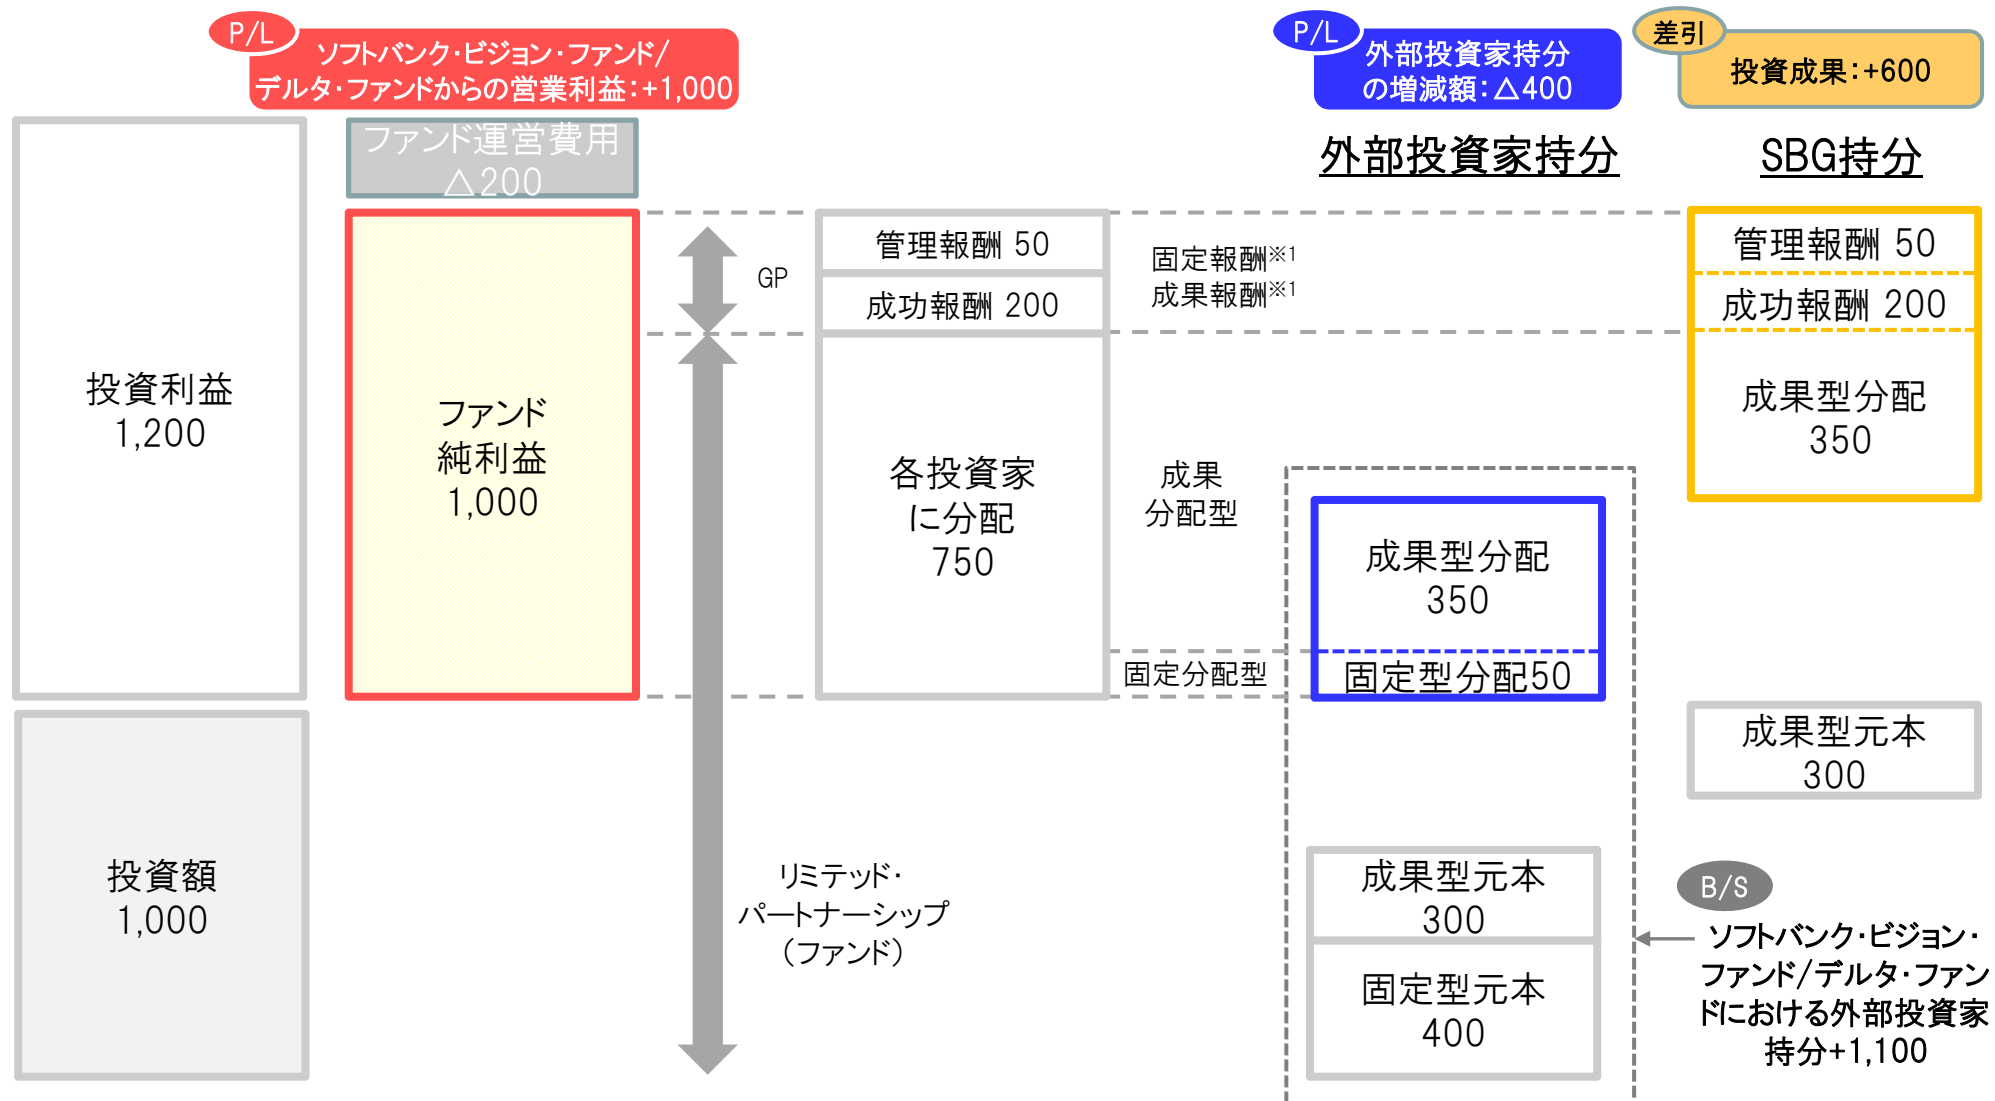 P/L
ソフトバンク・ビジョン・ファンド/
デルタ・ファンドからの営業利益：+1,000
P/L
外部投資家持分
の増減額：△400
差引
投資成果：+600
ファンド運営費用
△200
外部投資家持分
SBG持分
投資利益
1,200
ファンド
純利益
1,000
GP
管理報酬 50
成功報酬 200
各投資家
に分配
750
固定報酬※1
成果報酬※1
成果
分配型
固定分配型
成果型分配
350
固定型分配50
管理報酬 50
成功報酬 200
成果型分配
350
成果型元本
300
投資額
1,000
リミテッド・
パートナーシップ
（ファンド）
成果型元本
300
固定型元本
400
B/S
ソフトバンク・ビジョン・
ファンド/デルタ・ファン
ドにおける外部投資家
持分+1,100